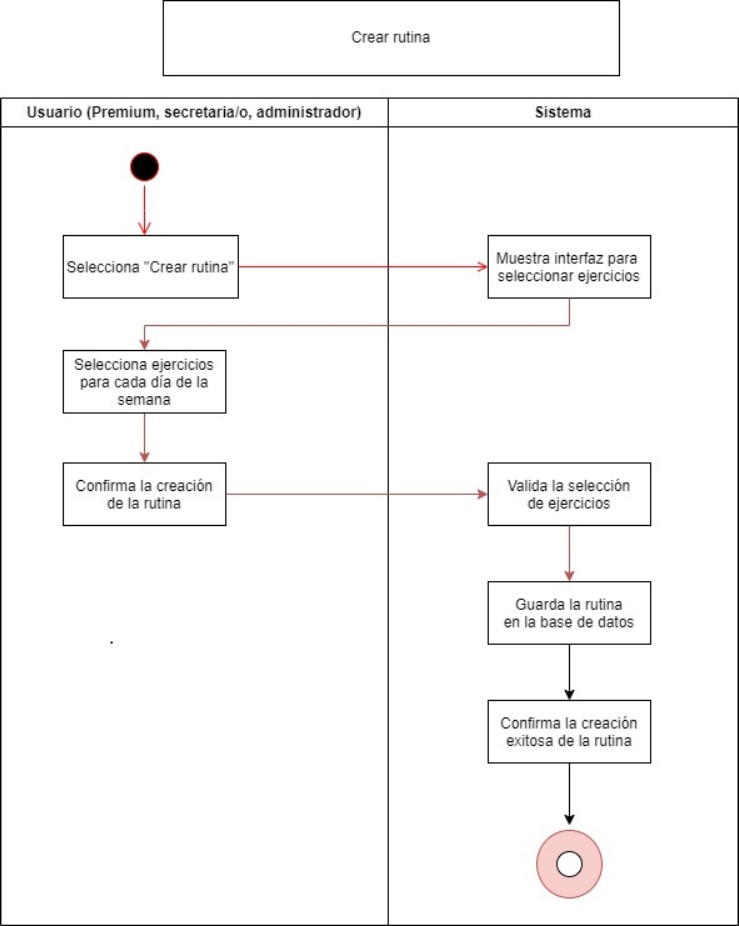 Crear rutina
Usuario (Premium, secretaria/o, administrador)
Sistema
Selecciona "Crear rutina"
Muestra interfaz para
seleccionar ejercicios
Selecciona ejercicios
para cada día de la
semana
Confirma la creación
de la rutina
Valida la selección
de ejercicios
Guarda la rutina
en la base de datos
.
Confirma la creación
exitosa de la rutina